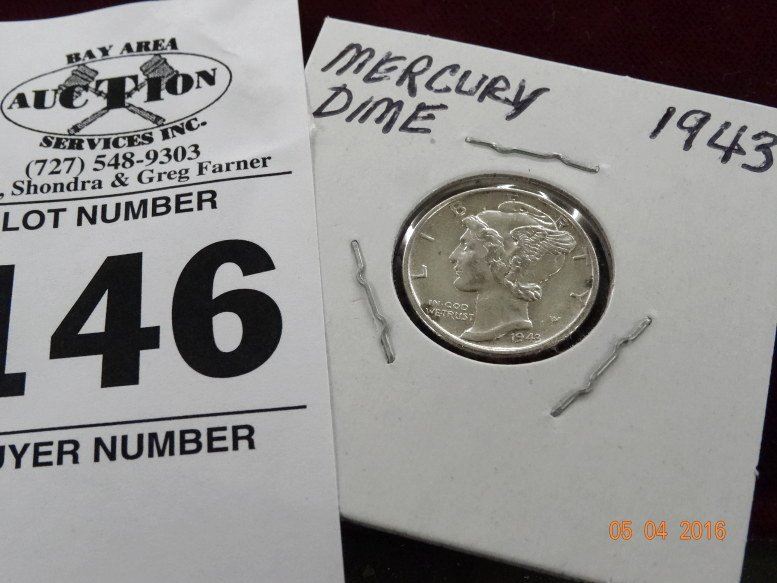 BAY AREA
AUCTION
SERVICES INC.
(727) 548-9303
, Shondra & Greg Farner
LOT NUMBER
146
UYER NUMBER
MERCURY
DIME
1943
LIBERTY
IN GOD
WE TRUST
1943
05 04 2016